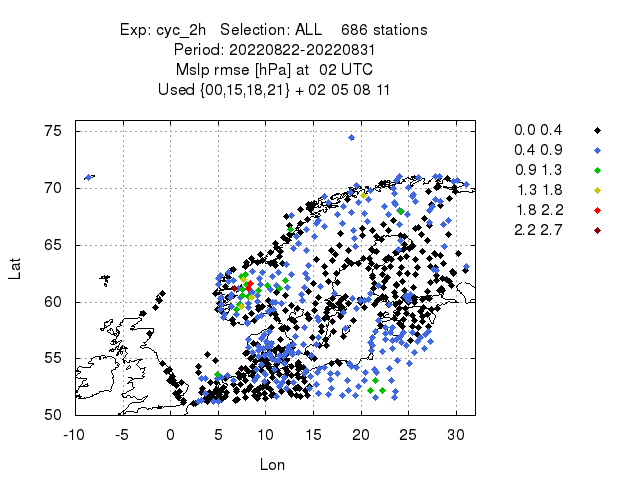 Exp: cyc_2h Selection: ALL 686 stations
Period: 20220822-20220831
Mslp rmse [hPa] at 02 UTC
Used {00,15,18,21} + 02 05 08 11
75
70
65
60
55
50
-10 -5 0 5 10 15 20 25 30
Lat
Lon
0.0 0.4
0.4 0.9
0.9 1.3
1.3 1.8
1.8 2.2
2.2 2.7